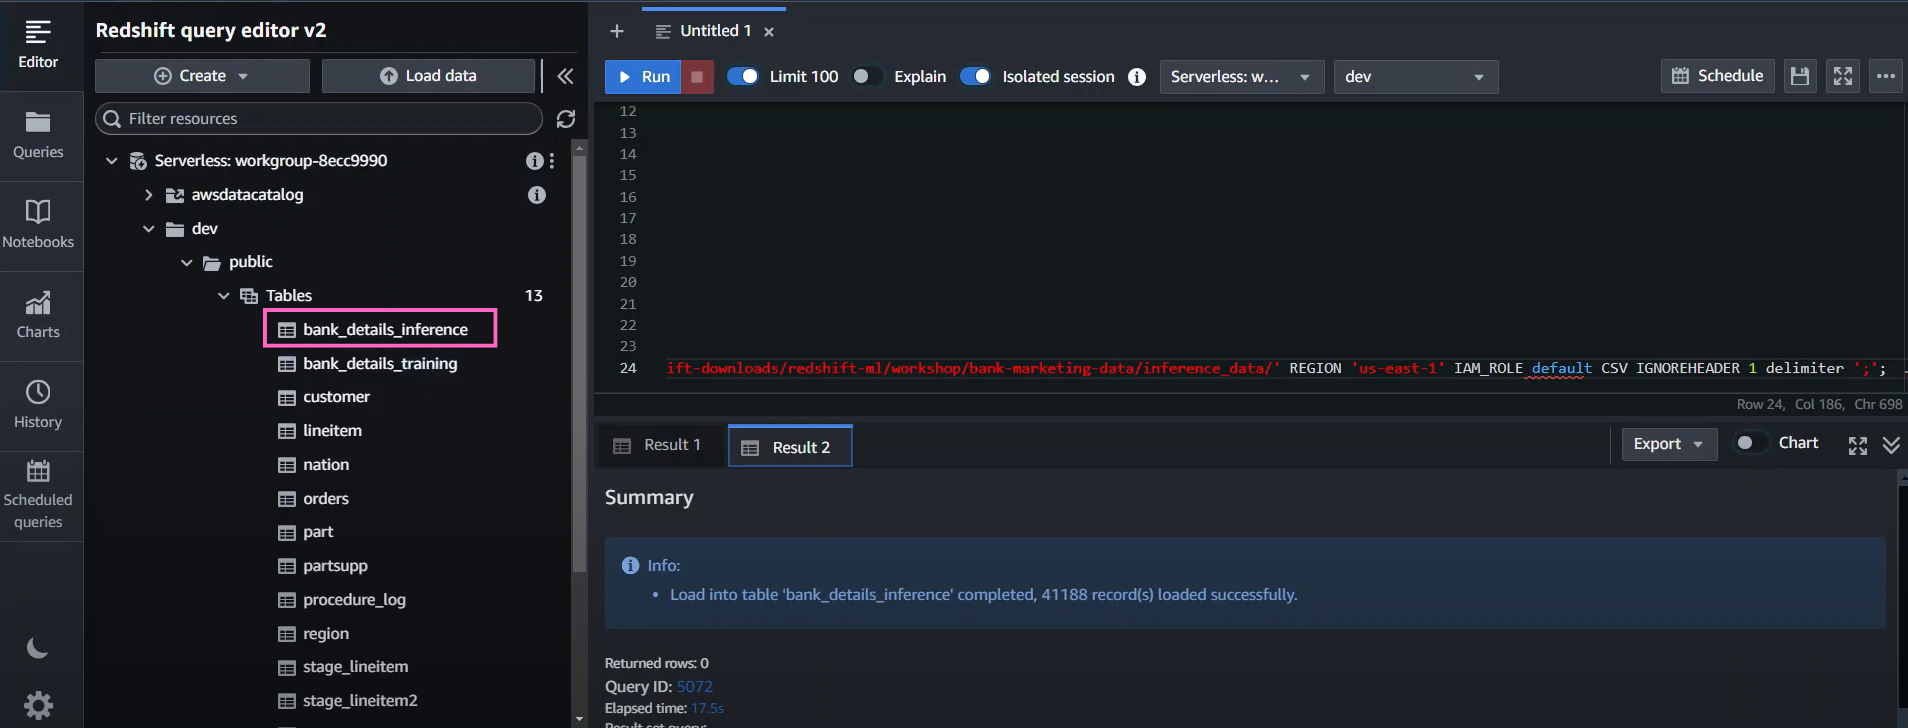 Redshift query editor v2
Editor
Create
Load data
Filter resources
Queries
Notebooks
Charts
History
Scheduled
queries
Serverless: workgroup-8ecc9990
awsdatacatalog
dev
public
Tables 13
bank_details_inference
bank_details_training
customer
lineitem
nation
orders
part
partsupp
procedure_log
region
stage_lineitem
stage_lineitem2
Untitled 1
Run Limit 100 Explain Isolated session Serverless: w... dev Schedule
12
13
14
15
16
17
18
19
20
21
22
23
24 ift-downloads/redshift-ml/workshop/bank-marketing-data/inference_data/' REGION 'us-east-1' IAM_ROLE default CSV IGNOREHEADER 1 delimiter ';';
Row 24, Col 186, Chr 698
Result 1 Result 2 Export Chart
Summary
Info:
• Load into table 'bank_details_inference' completed, 41188 record(s) loaded successfully.
Returned rows: 0
Query ID: 5072
Elapsed time: 17.5s
Result set query: